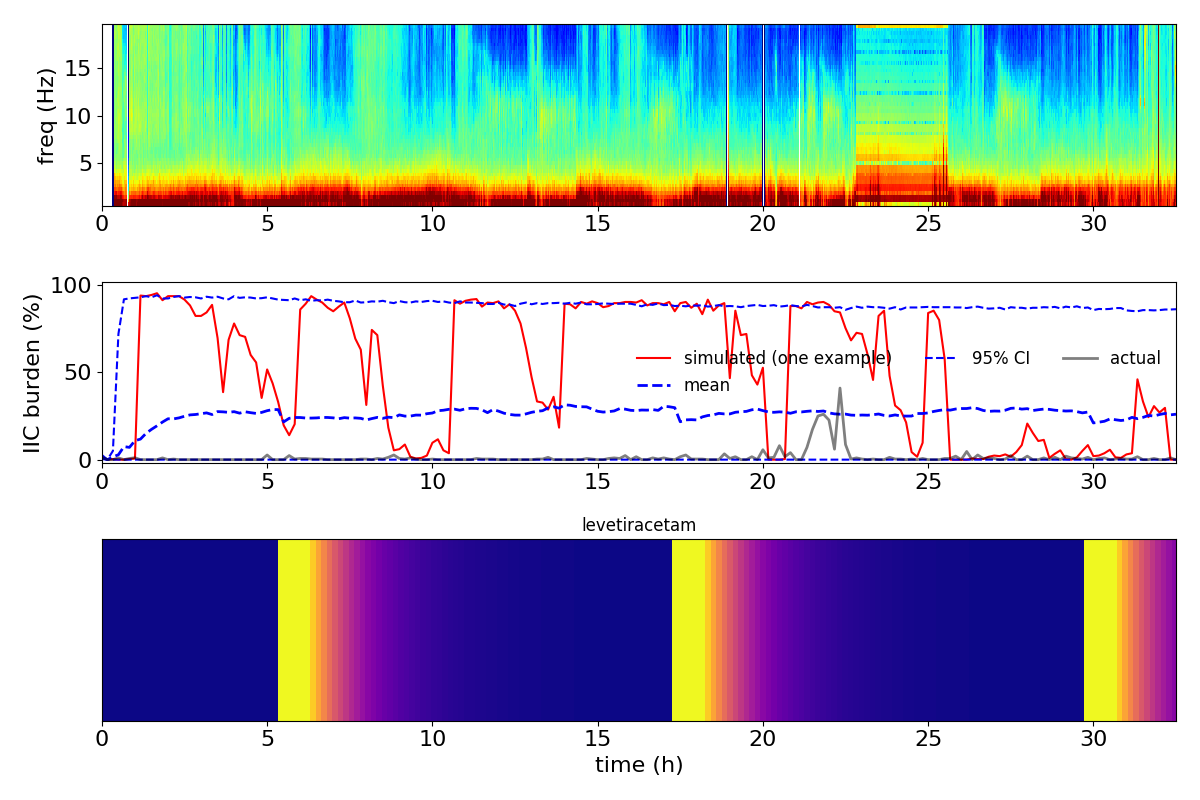 freq (Hz)
15
10
5
0 5 10 15 20 25 30
IIC burden (%)
100
50
0
simulated (one example) 95% CI actual
mean
0 5 10 15 20 25 30
levetiracetam
0 5 10 15 20 25 30
time (h)